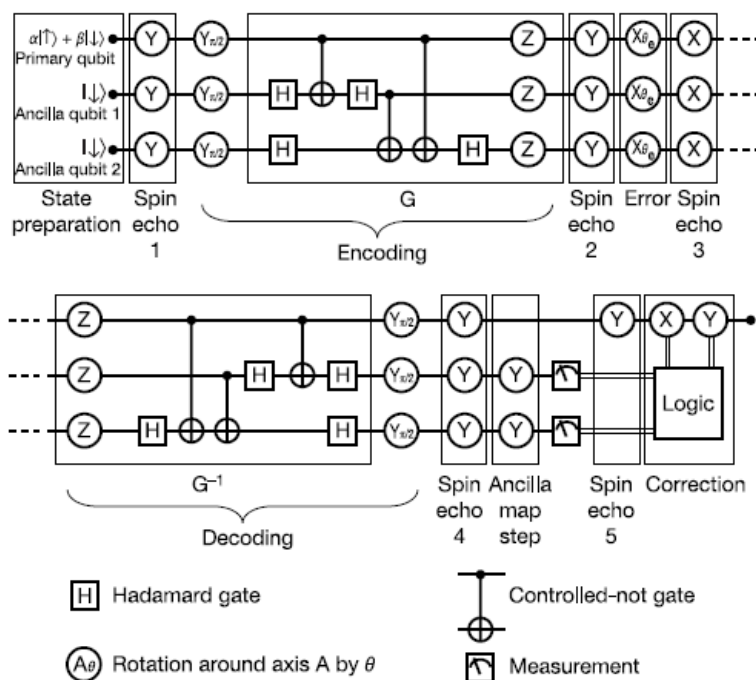 α|↑⟩ + β|↓⟩ Y Yπ/2 Z Y Xθe X
Primary qubit
|↓⟩ Y Yπ/2 H H Z Y Xθe X
Ancilla qubit 1
|↓⟩ Y Yπ/2 H H Z Y Xθe X
Ancilla qubit 2
State preparation
Spin echo 1
G
Encoding
Spin echo 2
Error
Spin echo 3
Z Yπ/2 Y Y X Y
Z H H Yπ/2 Y Y
Logic
Z H H Yπ/2 Y Y
G⁻¹
Decoding
Spin echo 4
Ancilla map step
Spin echo 5
Correction
H Hadamard gate
Controlled-not gate
Aθ Rotation around axis A by θ
Measurement